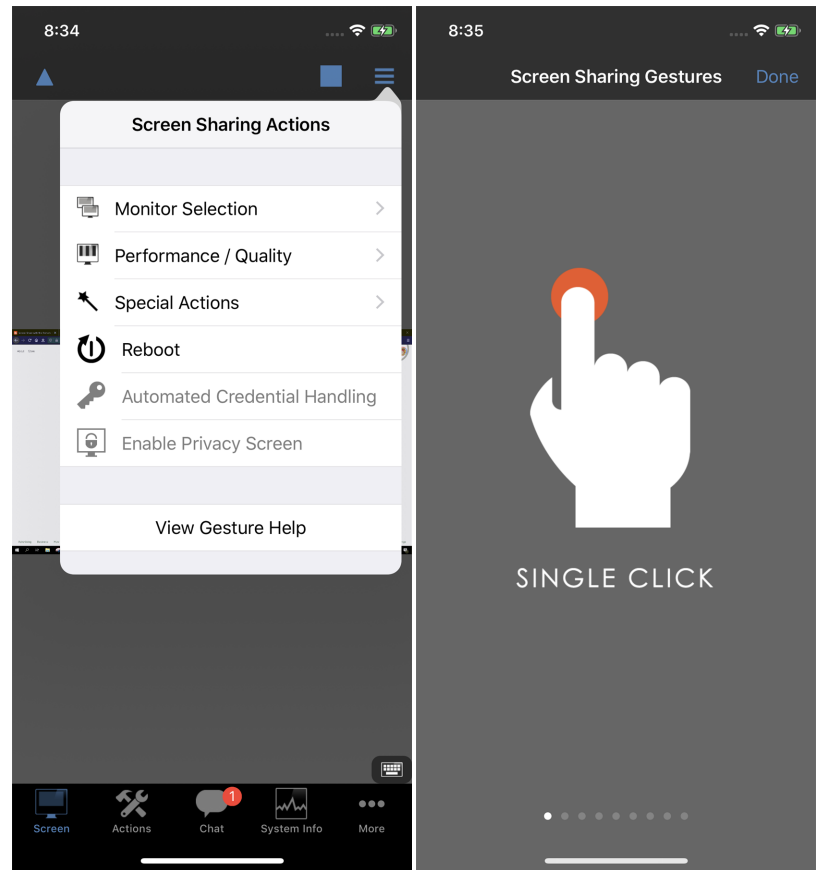 8:34
Screen Sharing Actions
Monitor Selection
Performance / Quality
Special Actions
Reboot
Automated Credential Handling
Enable Privacy Screen
View Gesture Help
1
Screen
Actions
Chat
System Info
More
8:35
Screen Sharing Gestures
Done
SINGLE CLICK